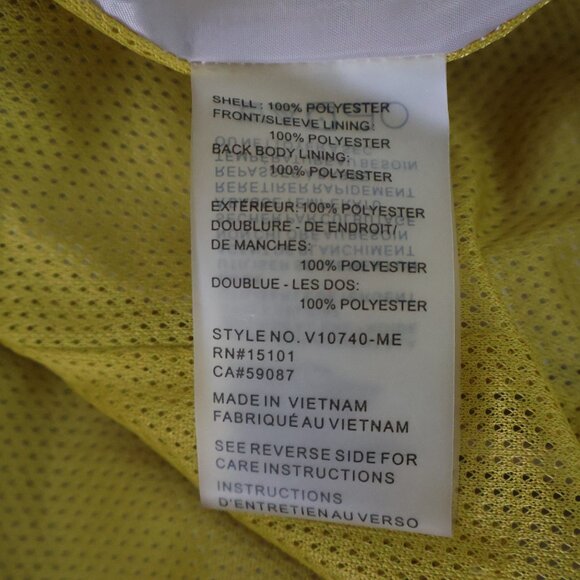 SHELL: 100% POLYESTER
FRONT/SLEEVE LINING:
100% POLYESTER
BACK BODY LINING:
100% POLYESTER
EXTÉRIEUR: 100% POLYESTER
DOUBLURE - DE ENDROIT/
DE MANCHES:
100% POLYESTER
DOUBLUE - LES DOS:
100% POLYESTER
STYLE NO. V10740-ME
RN#15101
CA#59087
MADE IN VIETNAM
FABRIQUÉ AU VIETNAM
SEE REVERSE SIDE FOR
CARE INSTRUCTIONS
INSTRUCTIONS
D'ENTRETIEN AU VERSO